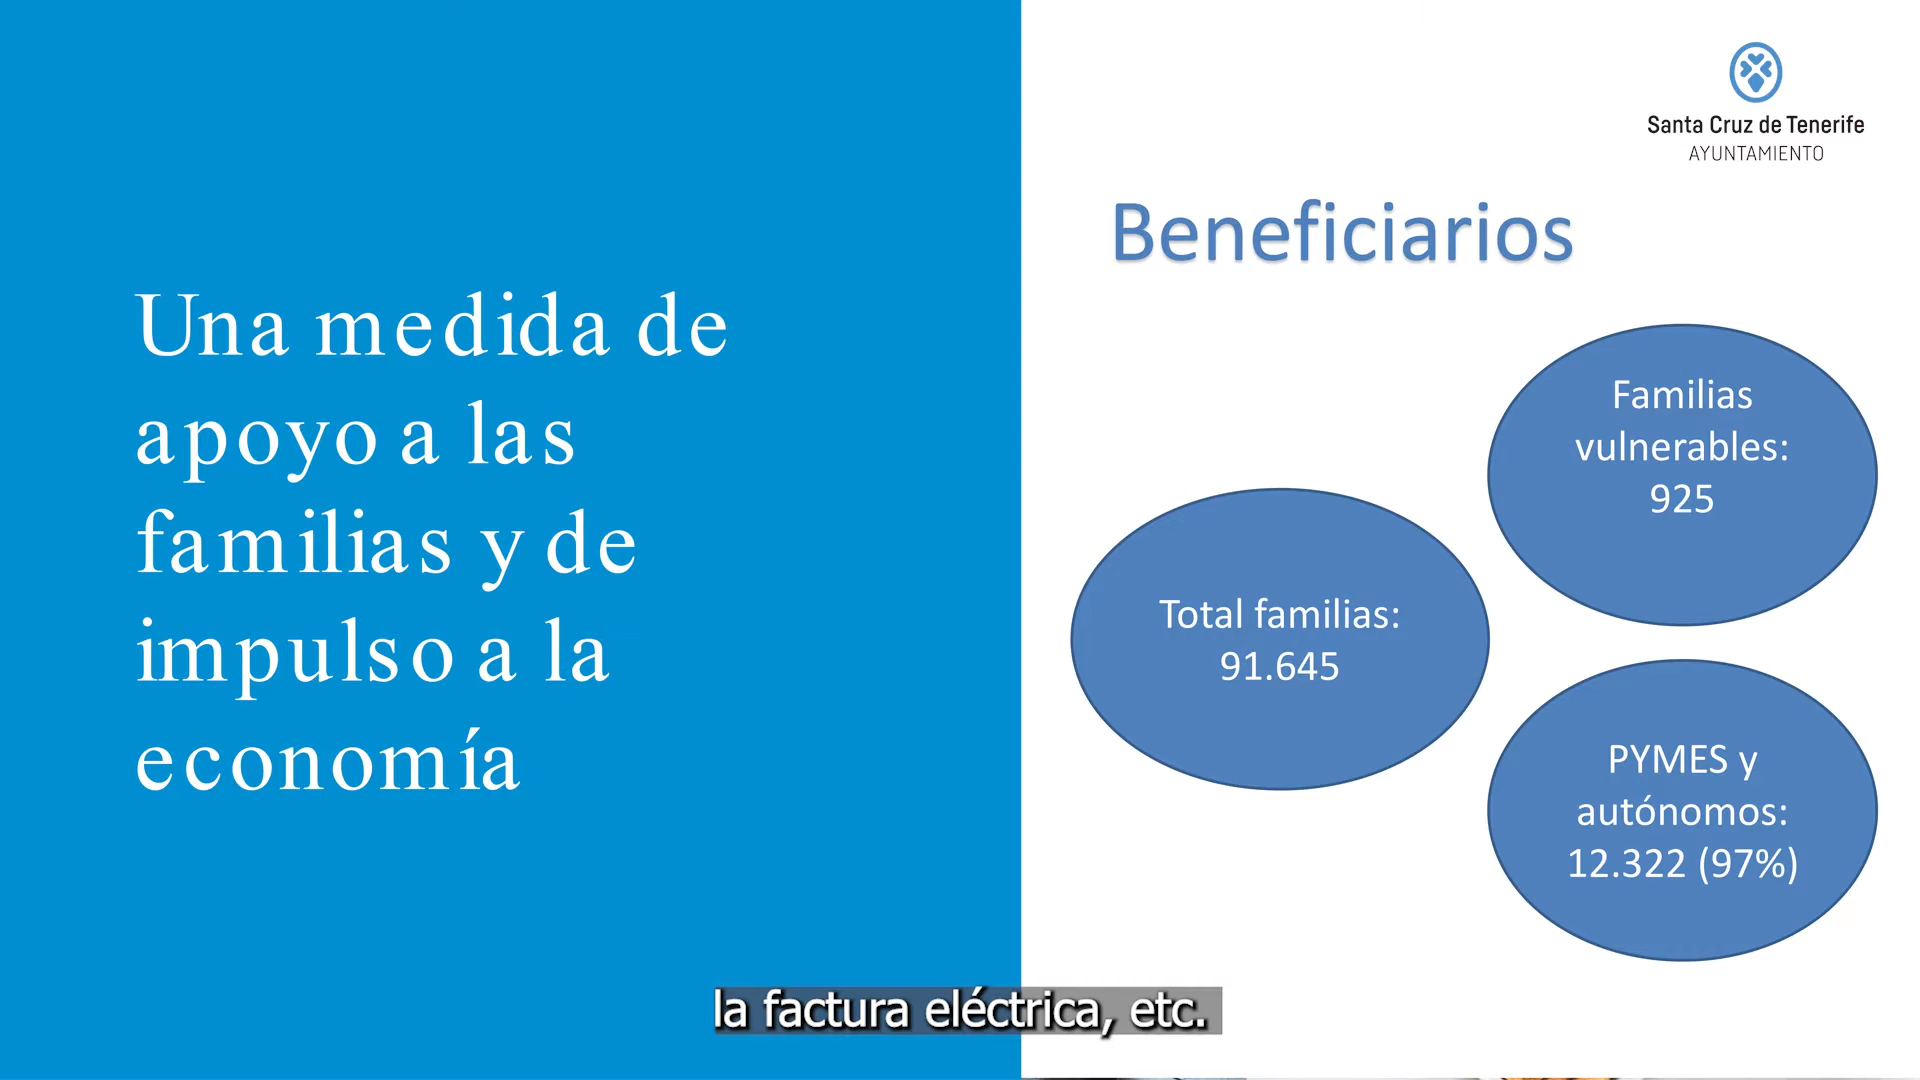 Una medida de
apoyo a las
familias y de
impulso a la
economía
Santa Cruz de Tenerife
AYUNTAMIENTO
Beneficiarios
Familias
vulnerables:
925
Total familias:
91.645
PYMES y
autónomos:
12.322 (97%)
la factura eléctrica, etc.